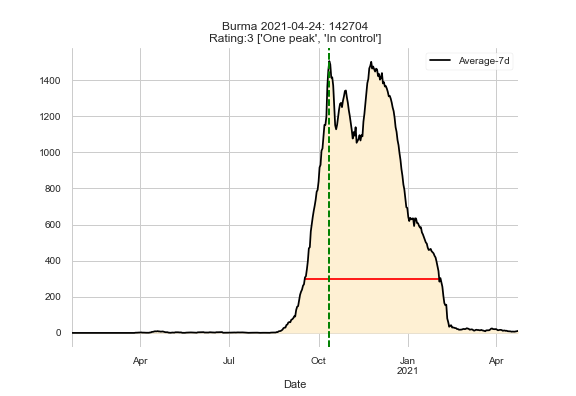 Burma 2021-04-24: 142704
Rating:3 ['One peak', 'In control']
Average-7d
1400
1200
1000
800
600
400
200
0
Apr
Jul
Oct
Jan
2021
Apr
Date